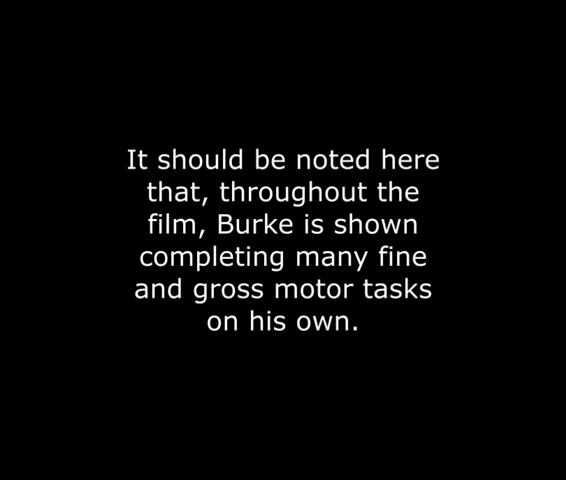 It should be noted here
that, throughout the
film, Burke is shown
completing many fine
and gross motor tasks
on his own.